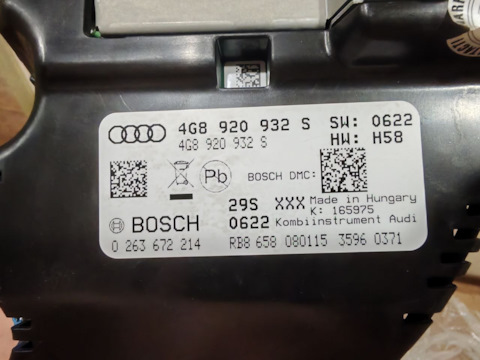 4G8 920 932 S SW: 0622
4G8 920 932 S HW: H58
Pb BOSCH DMC:
29S XXX Made in Hungary
K: 165975
BOSCH 0622 Kombiinstrument Audi
0 263 672 214 RB8 658 080115 3596 0371